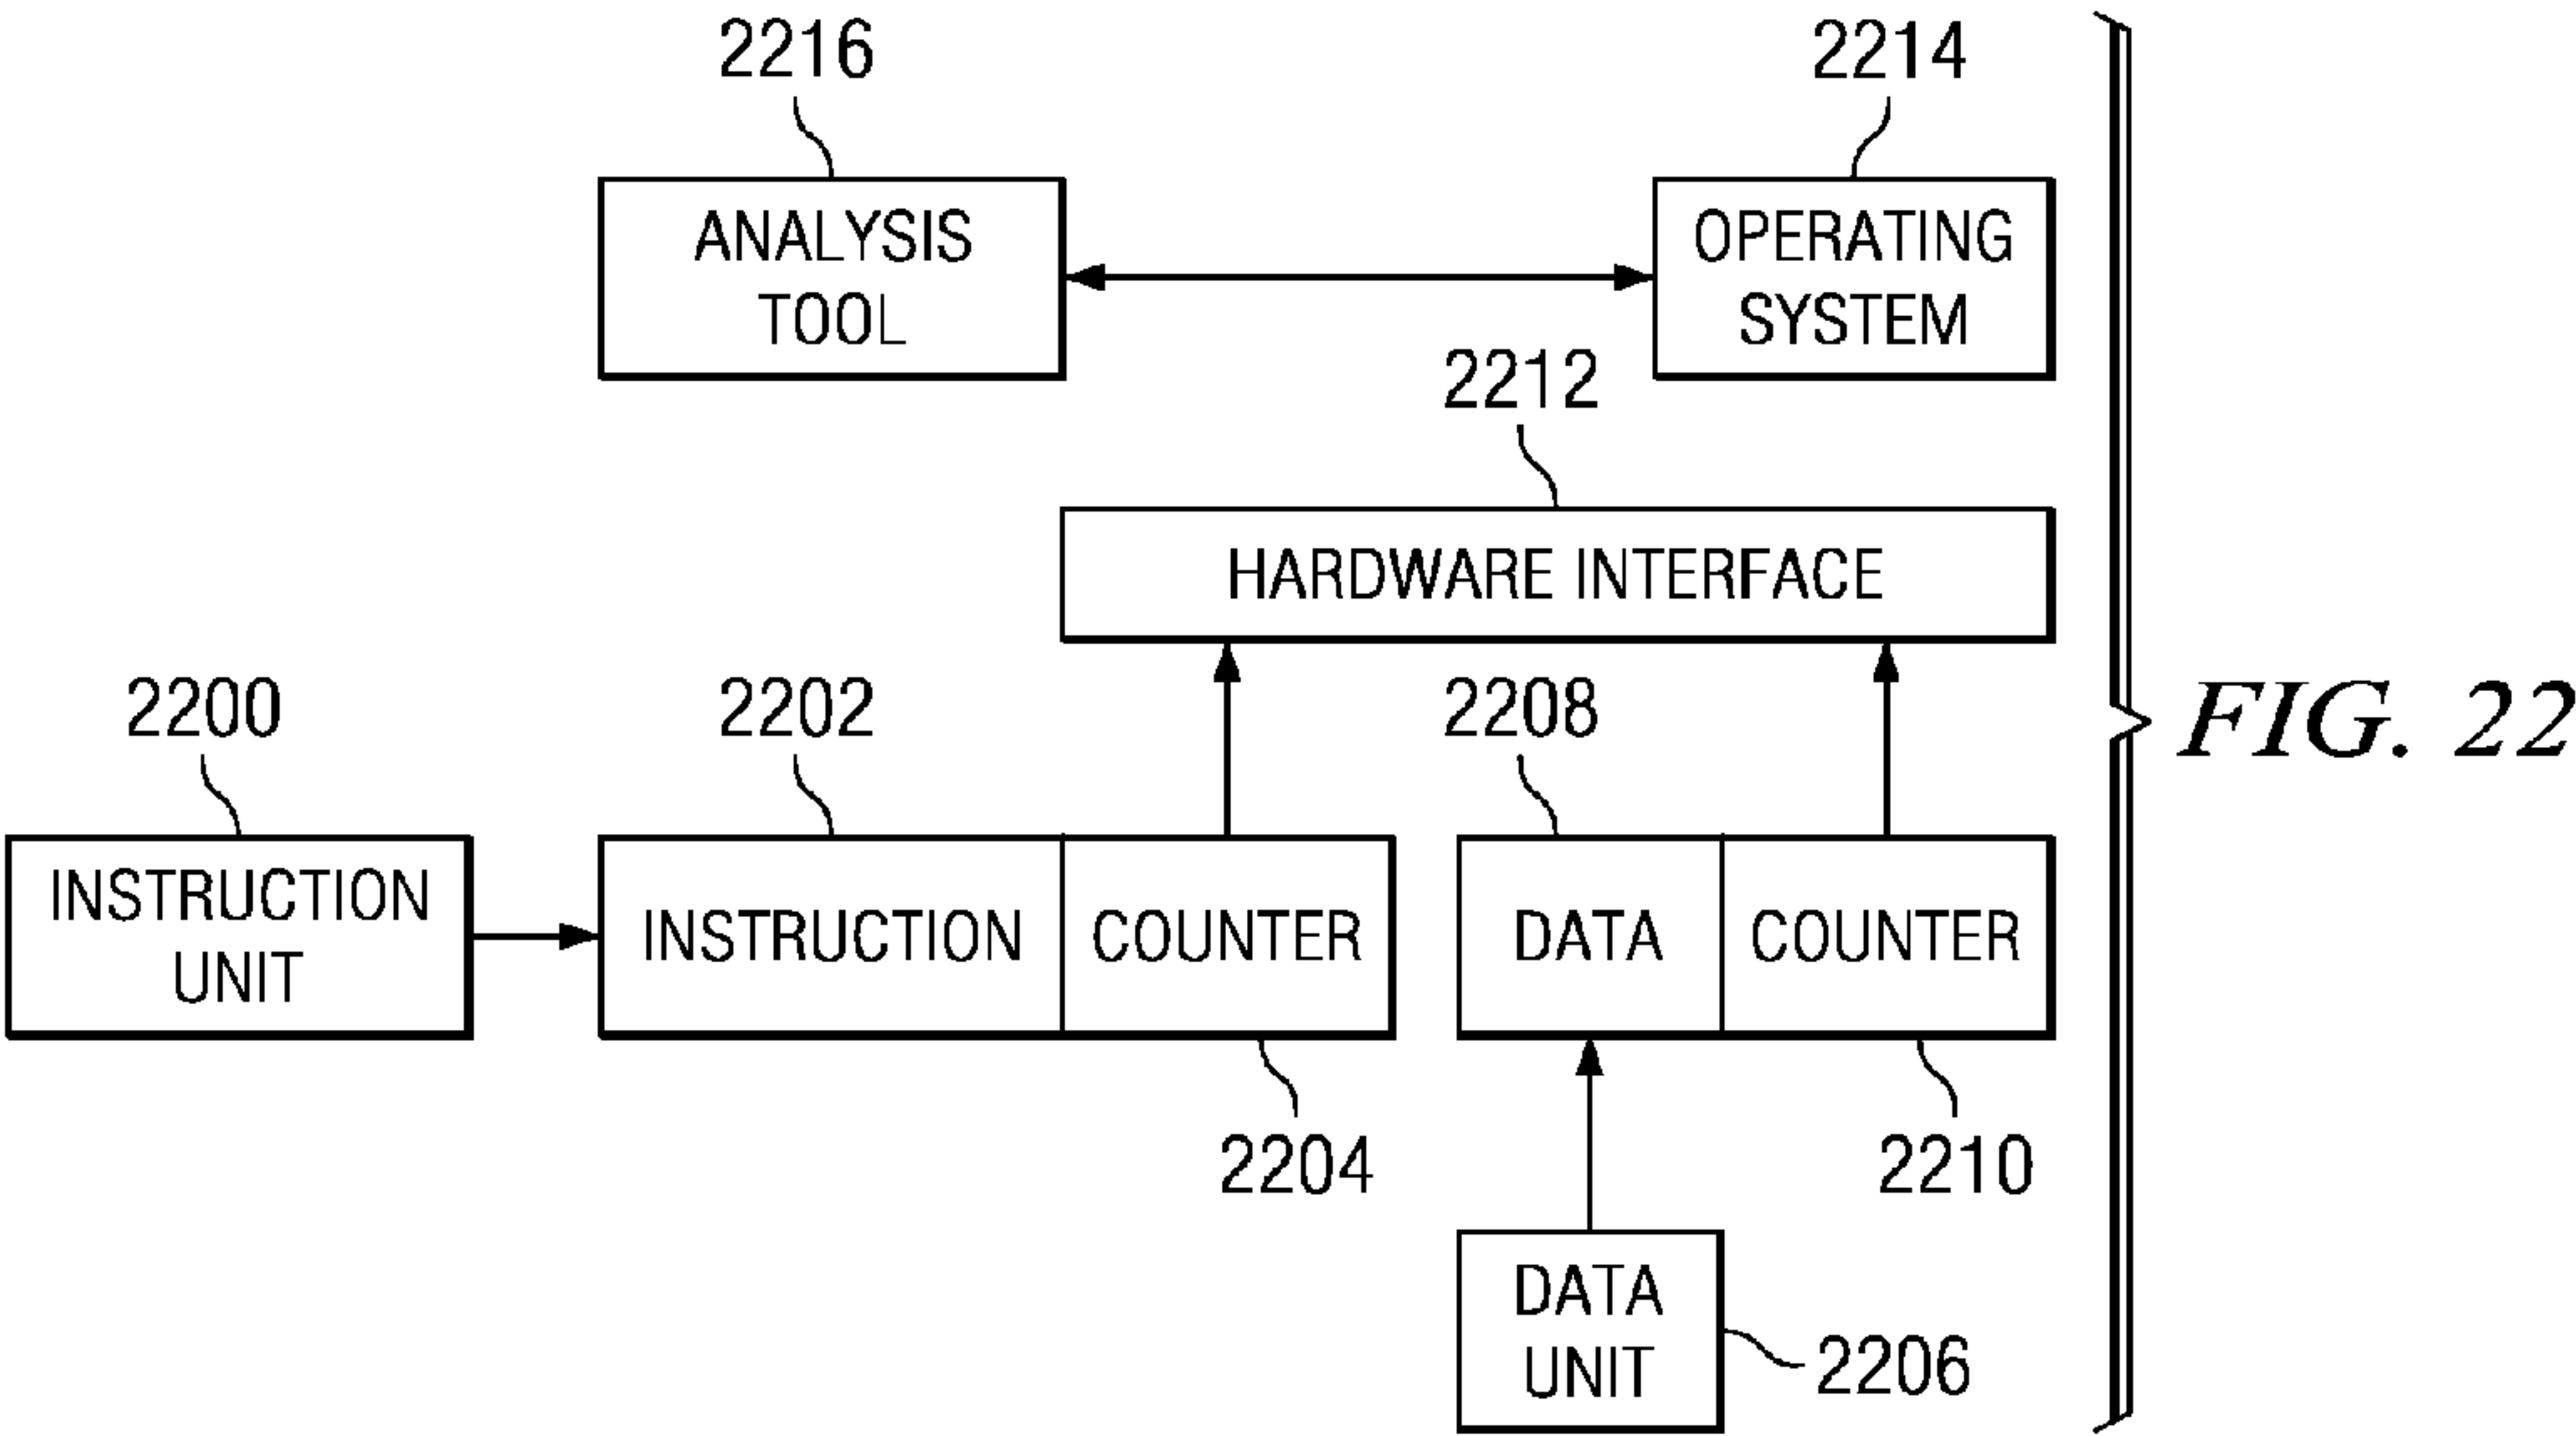 2216
2214
ANALYSIS
TOOL
OPERATING
SYSTEM
2212
HARDWARE INTERFACE
2200
2202
2208
FIG. 22
INSTRUCTION
UNIT
INSTRUCTION
COUNTER
DATA
COUNTER
2204
2210
DATA
UNIT
2206